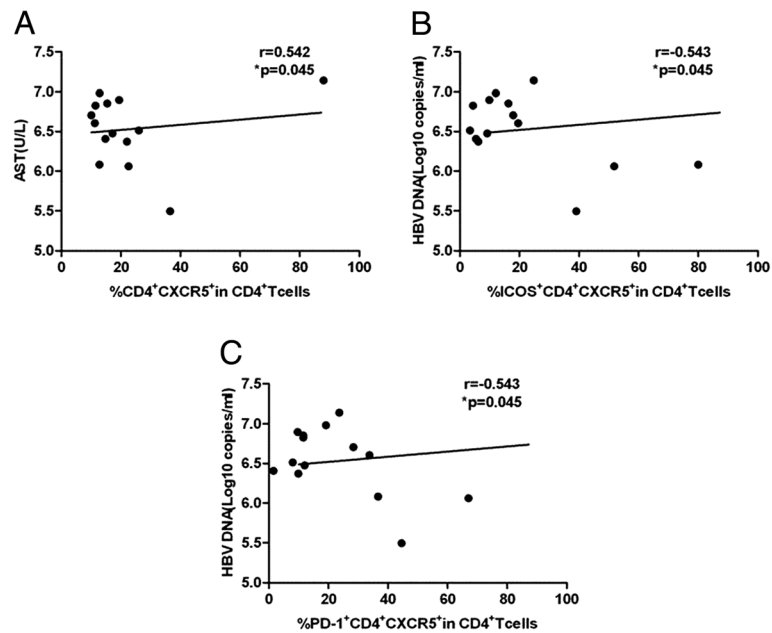 A
r=0.542
*p=0.045
AST(U/L)
7.5
7.0
6.5
6.0
5.5
5.0
0 20 40 60 80 100
%CD4⁺CXCR5⁺in CD4⁺Tcells
B
r=-0.543
*p=0.045
HBV DNA(Log10 copies/ml)
7.5
7.0
6.5
6.0
5.5
5.0
0 20 40 60 80 100
%ICOS⁺CD4⁺CXCR5⁺in CD4⁺Tcells
C
r=-0.543
*p=0.045
HBV DNA(Log10 copies/ml)
7.5
7.0
6.5
6.0
5.5
5.0
0 20 40 60 80 100
%PD-1⁺CD4⁺CXCR5⁺in CD4⁺Tcells